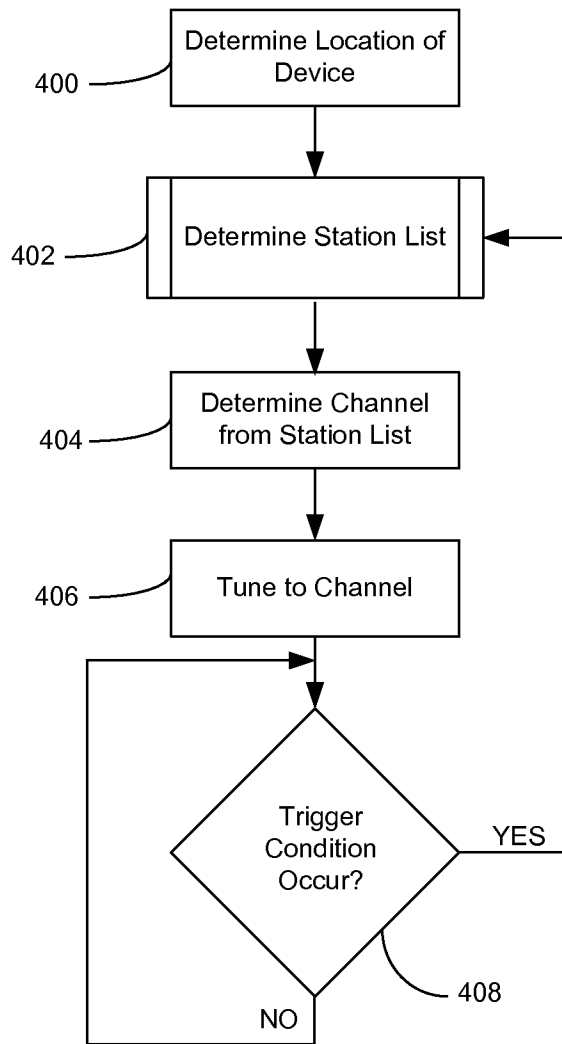 Determine Location of
Device
400
Determine Station List
402
Determine Channel
from Station List
404
Tune to Channel
406
Trigger
Condition
Occur?
YES
408
NO